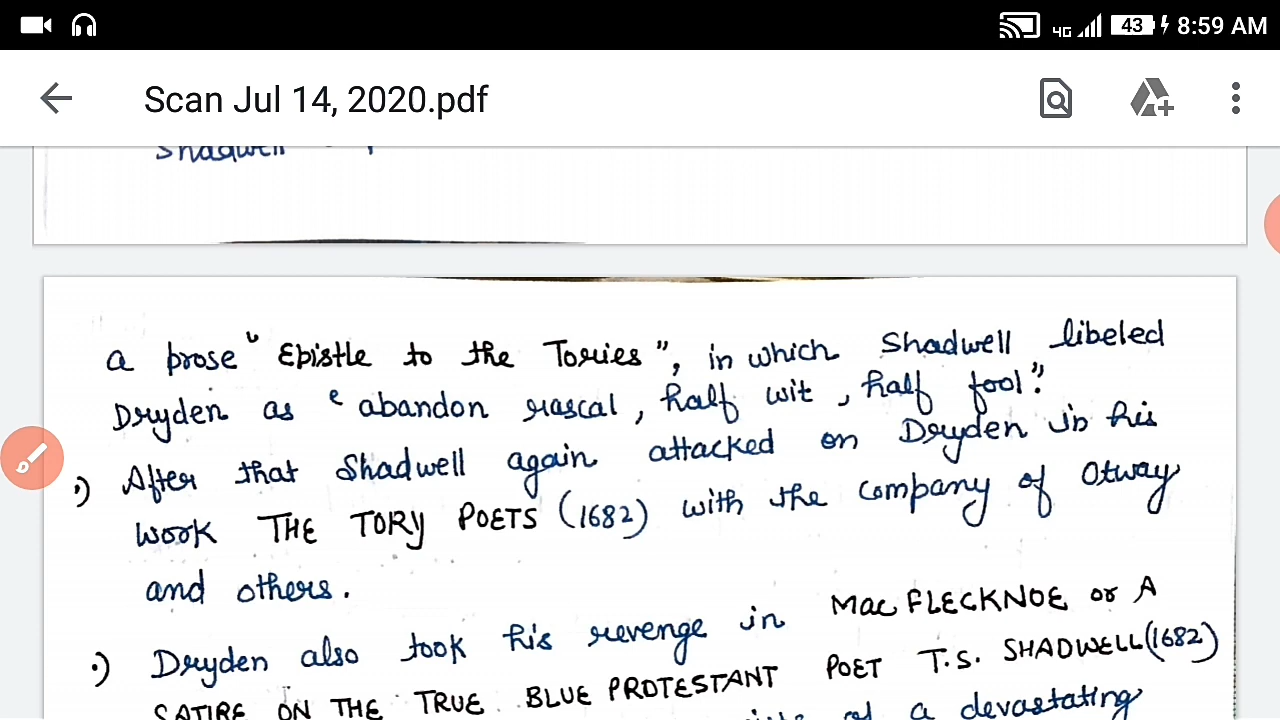 43 8:59 AM
4G
Scan Jul 14, 2020.pdf
Shadwell
a prose "Epistle to the Tories", in which Shadwell libeled
Dryden as "abandon rascal, half wit, half fool".
•) After that Shadwell again attacked on Dryden in his
work THE TORY POETS (1682) with the company of Otway
and others.
•) Dryden also took his revenge in Mac FLECKNOE or A
SATIRE ON THE TRUE BLUE PROTESTANT POET T.S. SHADWELL (1682)
of a devastating